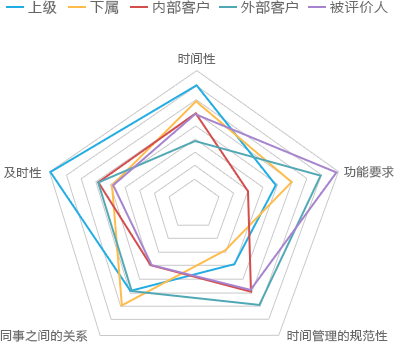 上级 下属 内部客户 外部客户 被评价人
时间性
及时性 功能要求
同事之间的关系 时间管理的规范性